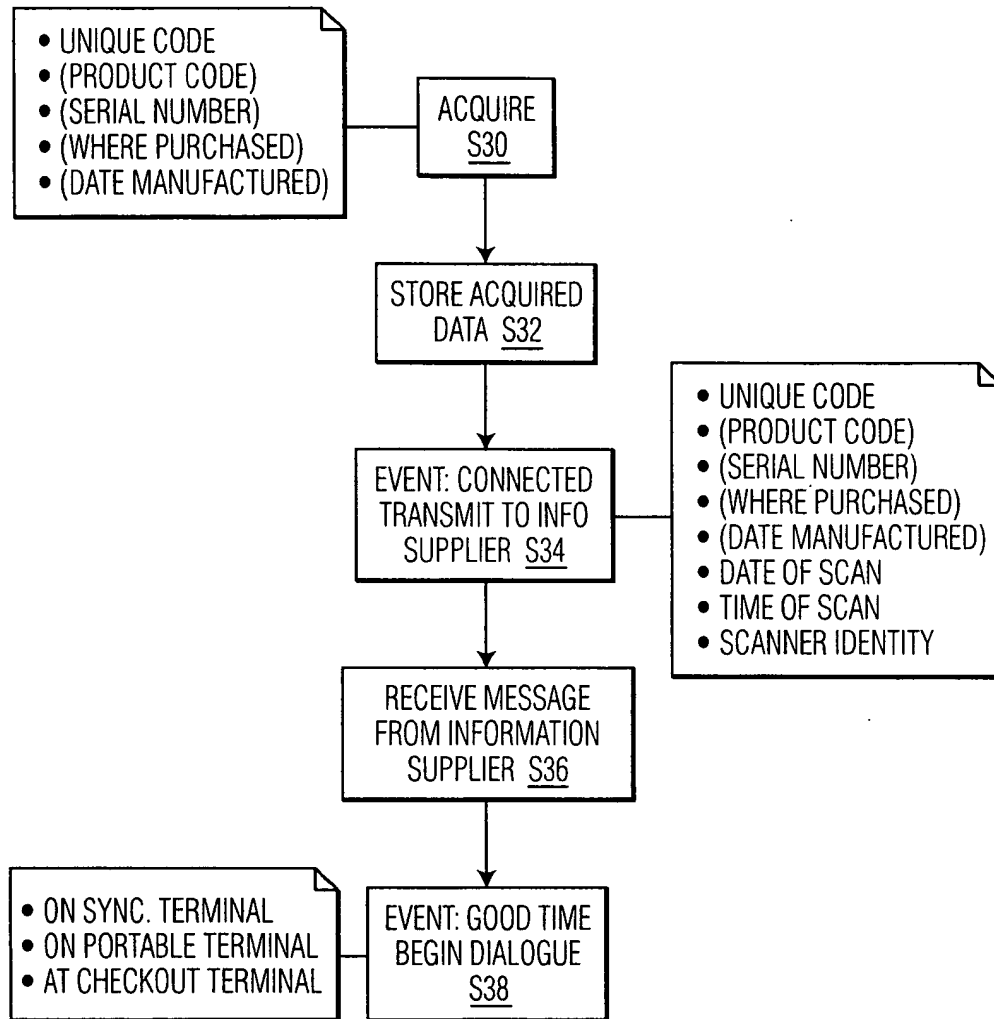 • UNIQUE CODE
• (PRODUCT CODE)
• (SERIAL NUMBER)
• (WHERE PURCHASED)
• (DATE MANUFACTURED)
ACQUIRE
S30
STORE ACQUIRED
DATA S32
EVENT: CONNECTED
TRANSMIT TO INFO
SUPPLIER S34
• UNIQUE CODE
• (PRODUCT CODE)
• (SERIAL NUMBER)
• (WHERE PURCHASED)
• (DATE MANUFACTURED)
• DATE OF SCAN
• TIME OF SCAN
• SCANNER IDENTITY
RECEIVE MESSAGE
FROM INFORMATION
SUPPLIER S36
• ON SYNC. TERMINAL
• ON PORTABLE TERMINAL
• AT CHECKOUT TERMINAL
EVENT: GOOD TIME
BEGIN DIALOGUE
S38